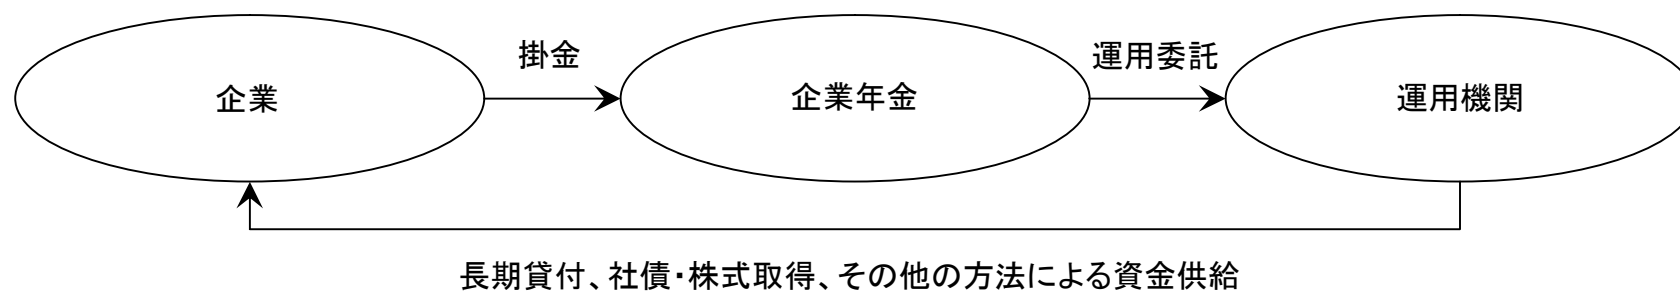 掛金
運用委託
企業
企業年金
運用機関
長期貸付、社債・株式取得、その他の方法による資金供給